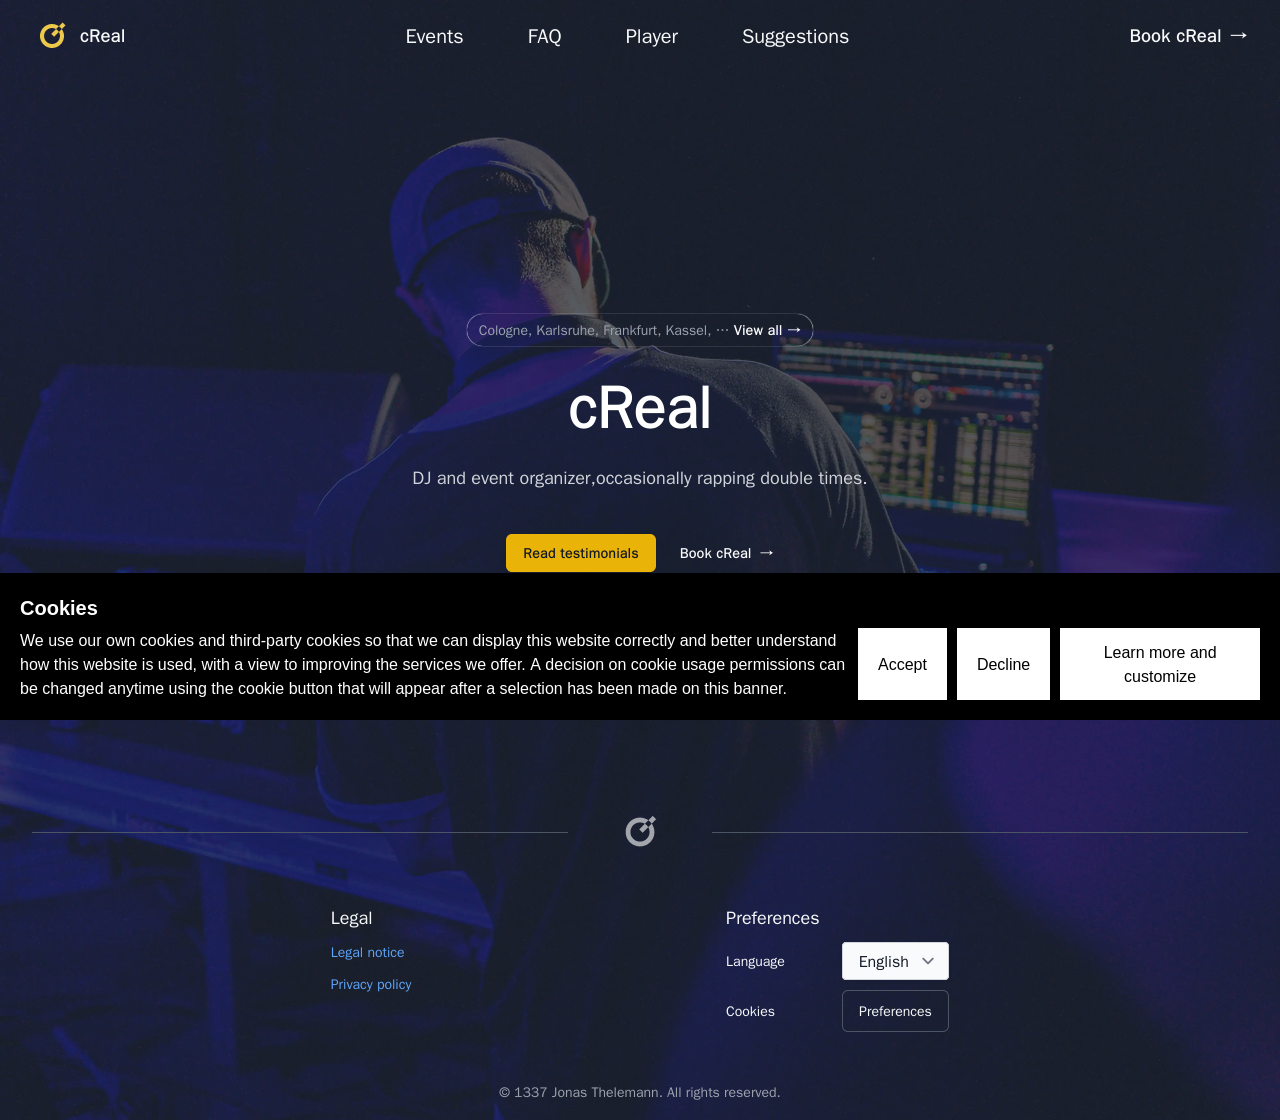 cReal
Events
FAQ
Player
Suggestions
Book cReal →
Cologne, Karlsruhe, Frankfurt, Kassel, … View all →
cReal
DJ and event organizer,occasionally rapping double times.
Read testimonials
Book cReal →
Cookies
We use our own cookies and third-party cookies so that we can display this website correctly and better understand
how this website is used, with a view to improving the services we offer. A decision on cookie usage permissions can
be changed anytime using the cookie button that will appear after a selection has been made on this banner.
Accept
Decline
Learn more and
customize
Legal
Legal notice
Privacy policy
Preferences
Language
English
Cookies
Preferences
© 1337 Jonas Thelemann. All rights reserved.